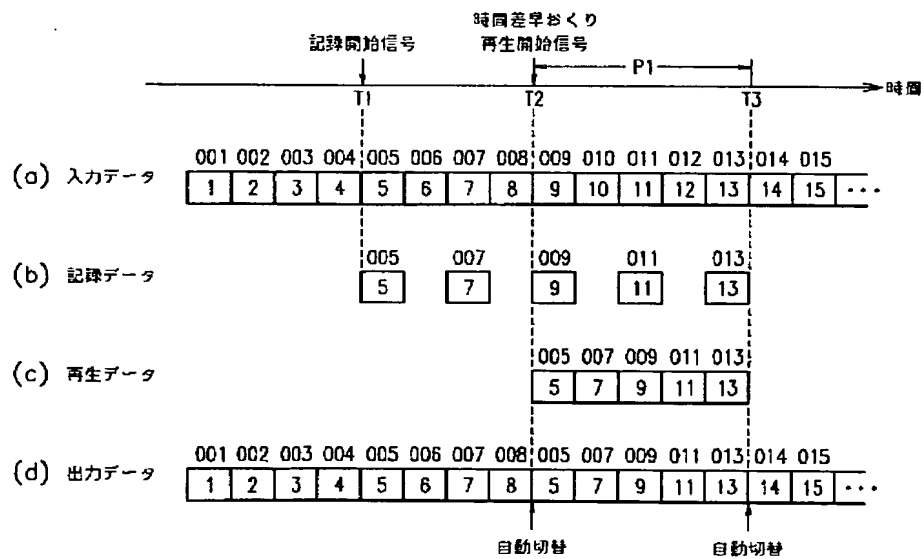 時間差早おくり
記録開始信号 再生開始信号
P1
時間
T1 T2 T3
001 002 003 004 005 006 007 008 009 010 011 012 013 014 015
(a) 入力データ 1 2 3 4 5 6 7 8 9 10 11 12 13 14 15 ・・・
005 007 009 011 013
(b) 記録データ 5 7 9 11 13
005 007 009 011 013
(c) 再生データ 5 7 9 11 13
001 002 003 004 005 006 007 008 005 007 009 011 013 014 015
(d) 出力データ 1 2 3 4 5 6 7 8 5 7 9 11 13 14 15 ・・・
自動切替 自動切替